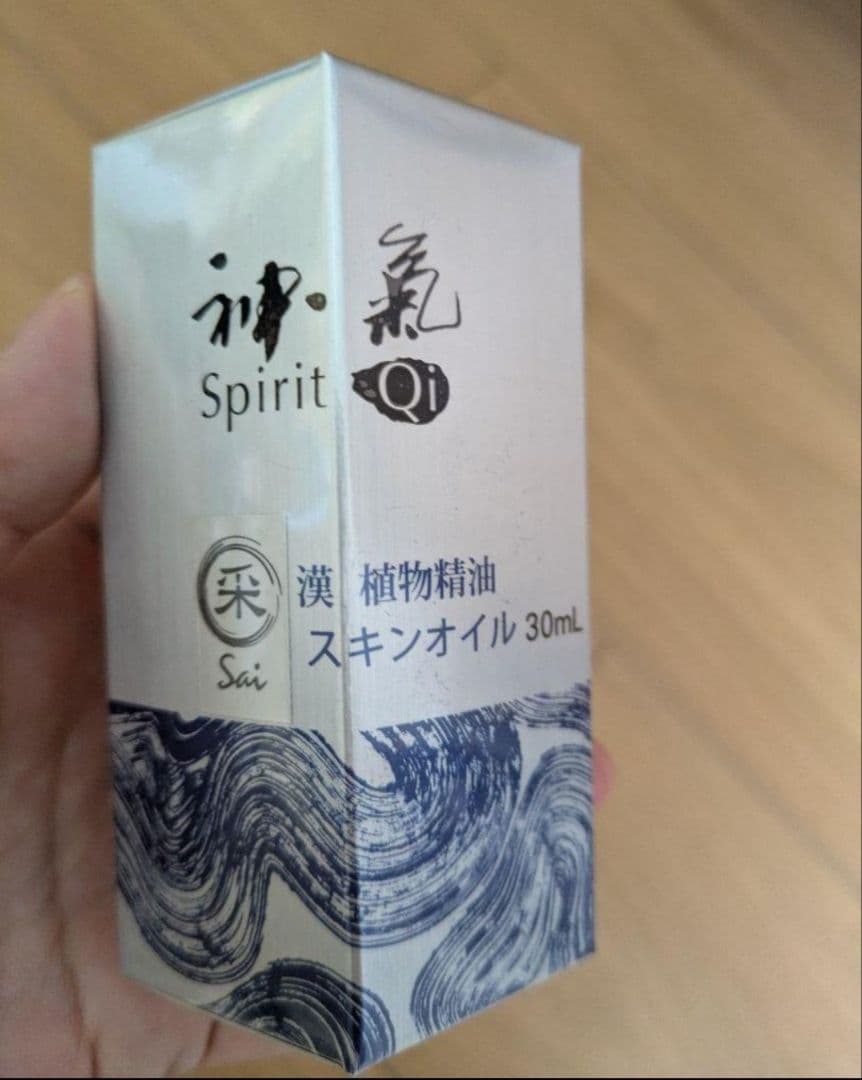 神·氣
Spirit Qi
采
Sai
漢 植物精油
スキンオイル 30mL